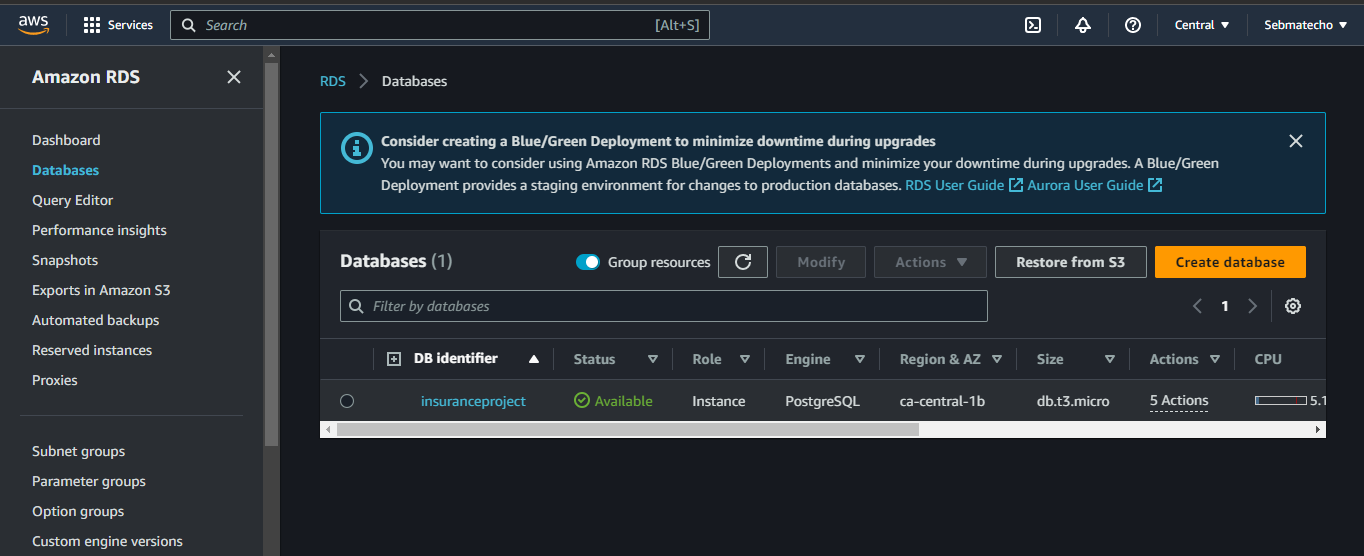 aws Services Search [Alt+S] Central Sebmatecho
Amazon RDS
Dashboard
Databases
Query Editor
Performance insights
Snapshots
Exports in Amazon S3
Automated backups
Reserved instances
Proxies
Subnet groups
Parameter groups
Option groups
Custom engine versions
RDS Databases
Consider creating a Blue/Green Deployment to minimize downtime during upgrades
You may want to consider using Amazon RDS Blue/Green Deployments and minimize your downtime during upgrades. A Blue/Green
Deployment provides a staging environment for changes to production databases. RDS User Guide Aurora User Guide
Databases (1) Group resources Modify Actions Restore from S3 Create database
Filter by databases 1
DB identifier Status Role Engine Region & AZ Size Actions CPU
insuranceproject Available Instance PostgreSQL ca-central-1b db.t3.micro 5 Actions